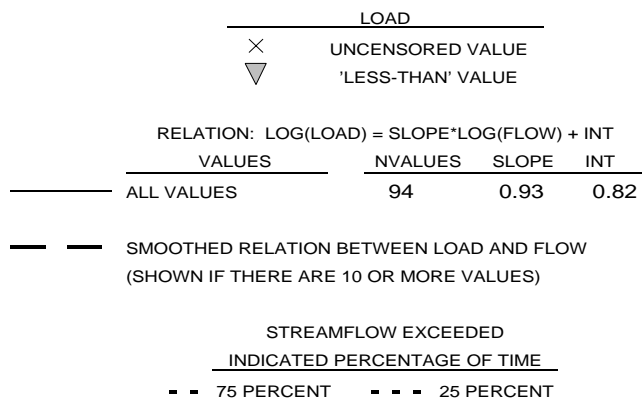 LOAD
UNCENSORED VALUE
'LESS-THAN' VALUE
RELATION: LOG(LOAD) = SLOPE*LOG(FLOW) + INT
VALUES NVALUES SLOPE INT
ALL VALUES 94 0.93 0.82
SMOOTHED RELATION BETWEEN LOAD AND FLOW
(SHOWN IF THERE ARE 10 OR MORE VALUES)
STREAMFLOW EXCEEDED
INDICATED PERCENTAGE OF TIME
75 PERCENT 25 PERCENT